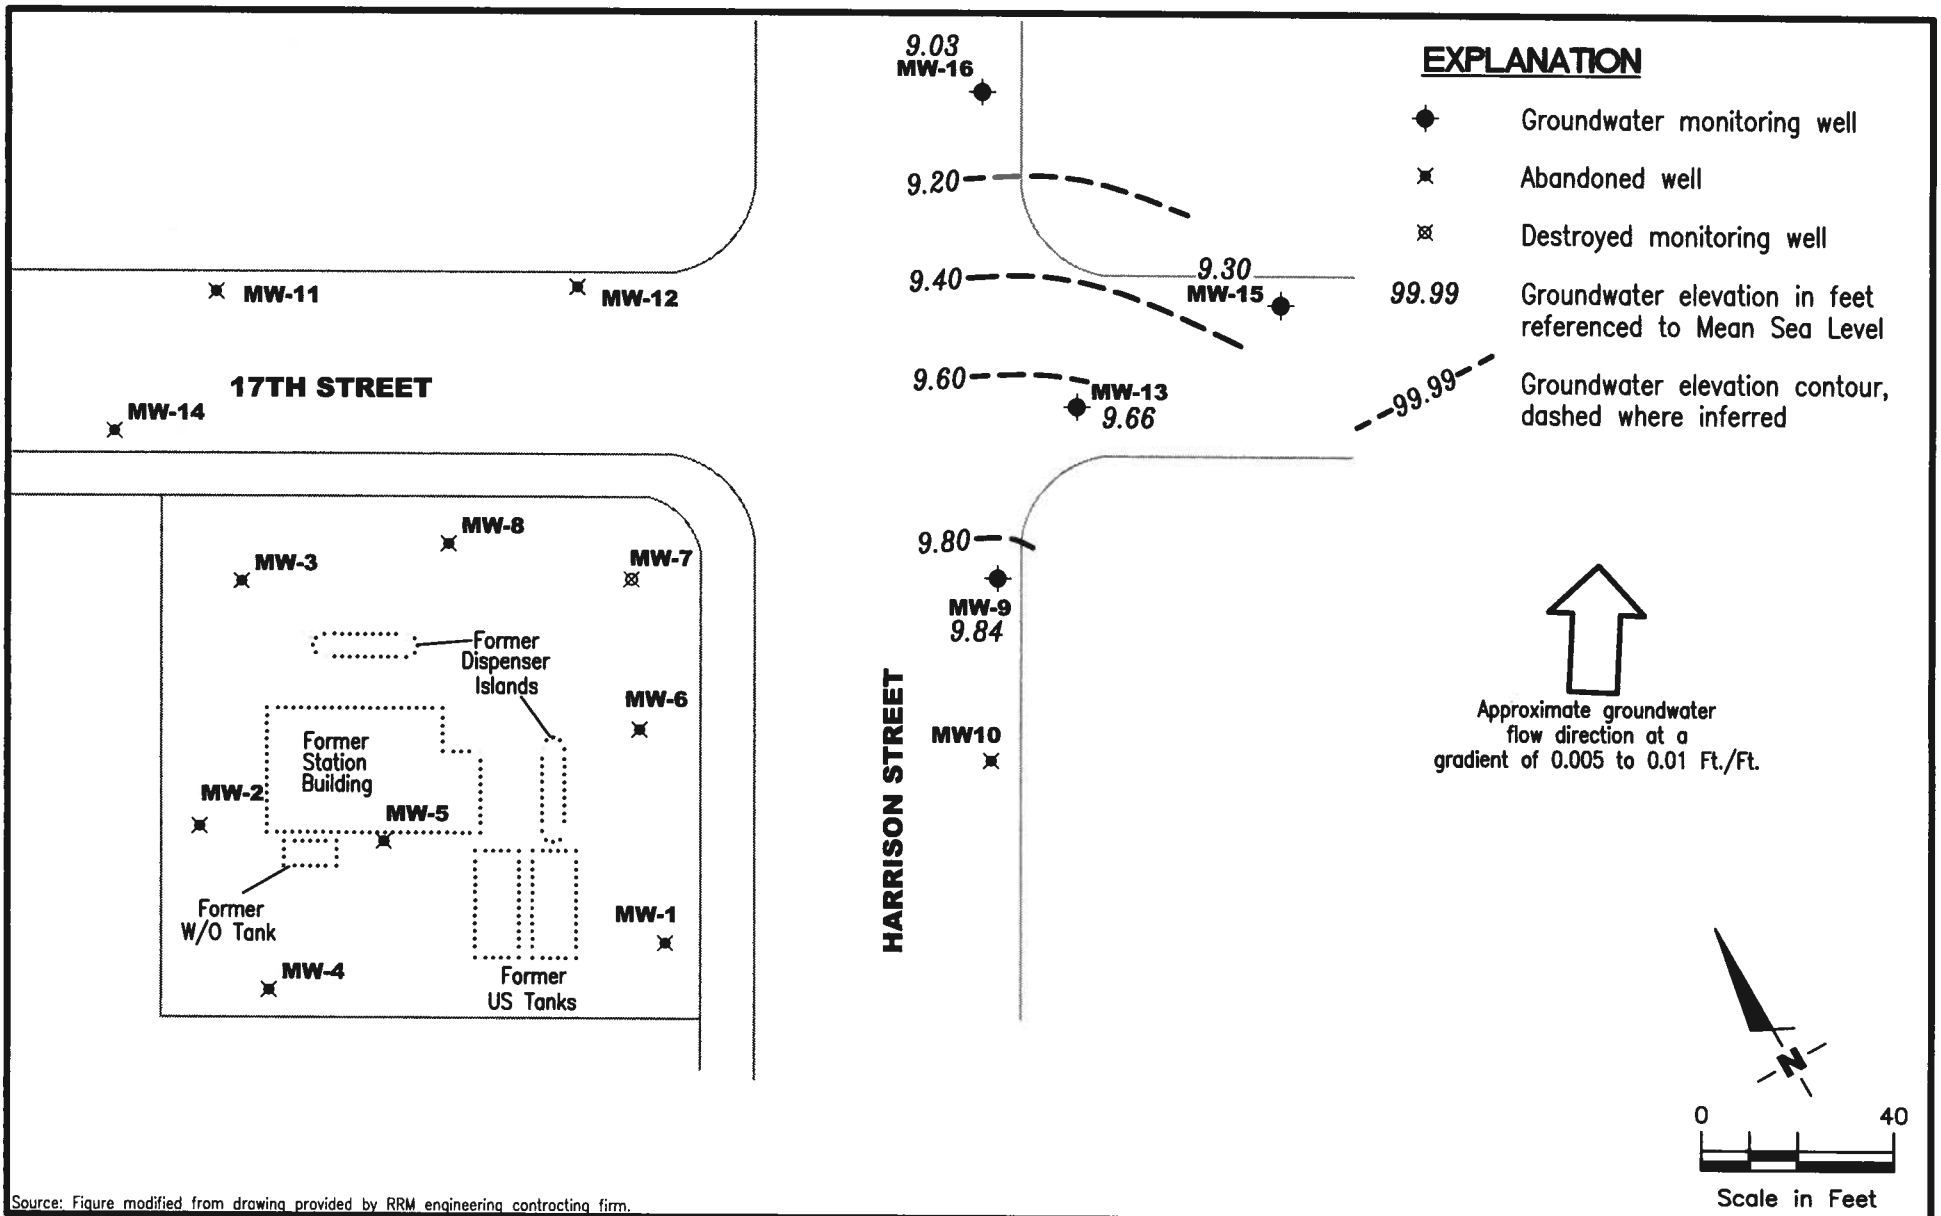 9.03
MW-16
EXPLANATION
Groundwater monitoring well
9.20
Abandoned well
Destroyed monitoring well
9.40
9.30
MW-15
MW-11
MW-12
99.99
Groundwater elevation in feet
referenced to Mean Sea Level
17TH STREET
9.60
MW-13
9.66
99.99
Groundwater elevation contour,
dashed where inferred
MW-14
MW-8
MW-3
MW-7
9.80
MW-9
9.84
Former
Dispenser
Islands
MW-6
Former
Station
Building
MW10
HARRISON STREET
Approximate groundwater
flow direction at a
gradient of 0.005 to 0.01 Ft./Ft.
MW-2
MW-5
Former
W/O Tank
MW-1
MW-4
Former
US Tanks
N
0 40
Scale in Feet
Source: Figure modified from drawing provided by RRM engineering contracting firm.